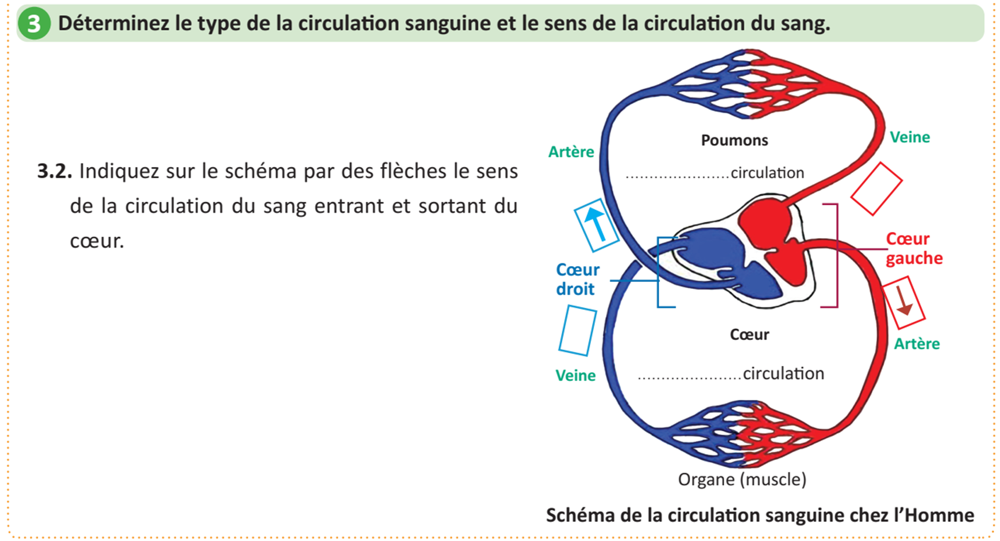 3 Déterminez le type de la circulation sanguine et le sens de la circulation du sang.
3.2. Indiquez sur le schéma par des flèches le sens
de la circulation du sang entrant et sortant du
cœur.
Poumons
Veine
Artère
.....................circulation
Cœur
gauche
Cœur
droit
Cœur
Artère
Veine
.....................circulation
Organe (muscle)
Schéma de la circulation sanguine chez l’Homme